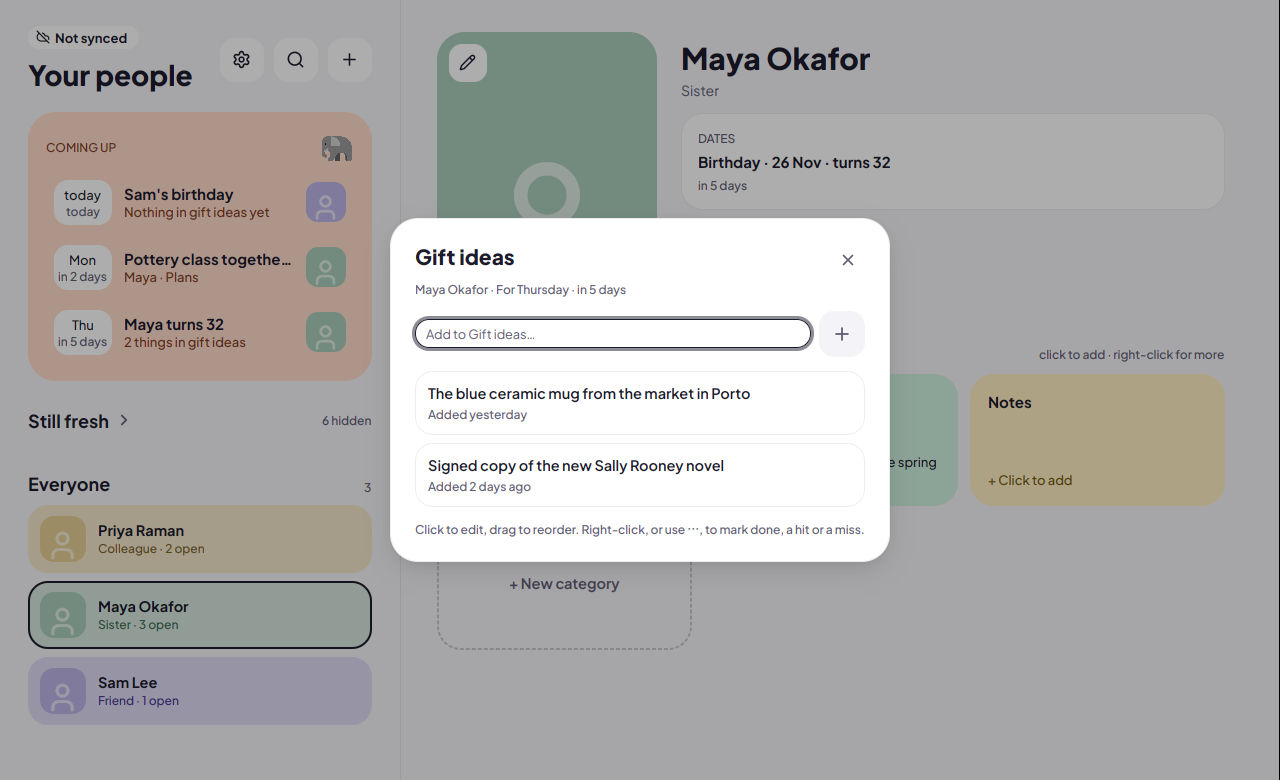 Not synced
Your people
COMING UP
today
today
Sam's birthday
Nothing in gift ideas yet
Mon
in 2 days
Pottery class togethe…
Maya · Plans
Thu
in 5 days
Maya turns 32
2 things in gift ideas
Still fresh
6 hidden
Everyone
3
Priya Raman
Colleague · 2 open
Maya Okafor
Sister · 3 open
Sam Lee
Friend · 1 open
Maya Okafor
Sister
DATES
Birthday · 26 Nov · turns 32
in 5 days
Gift ideas
Maya Okafor · For Thursday · in 5 days
Add to Gift ideas…
The blue ceramic mug from the market in Porto
Added yesterday
Signed copy of the new Sally Rooney novel
Added 2 days ago
Click to edit, drag to reorder. Right-click, or use ···, to mark done, a hit or a miss.
click to add · right-click for more
spring
Notes
+ Click to add
+ New category